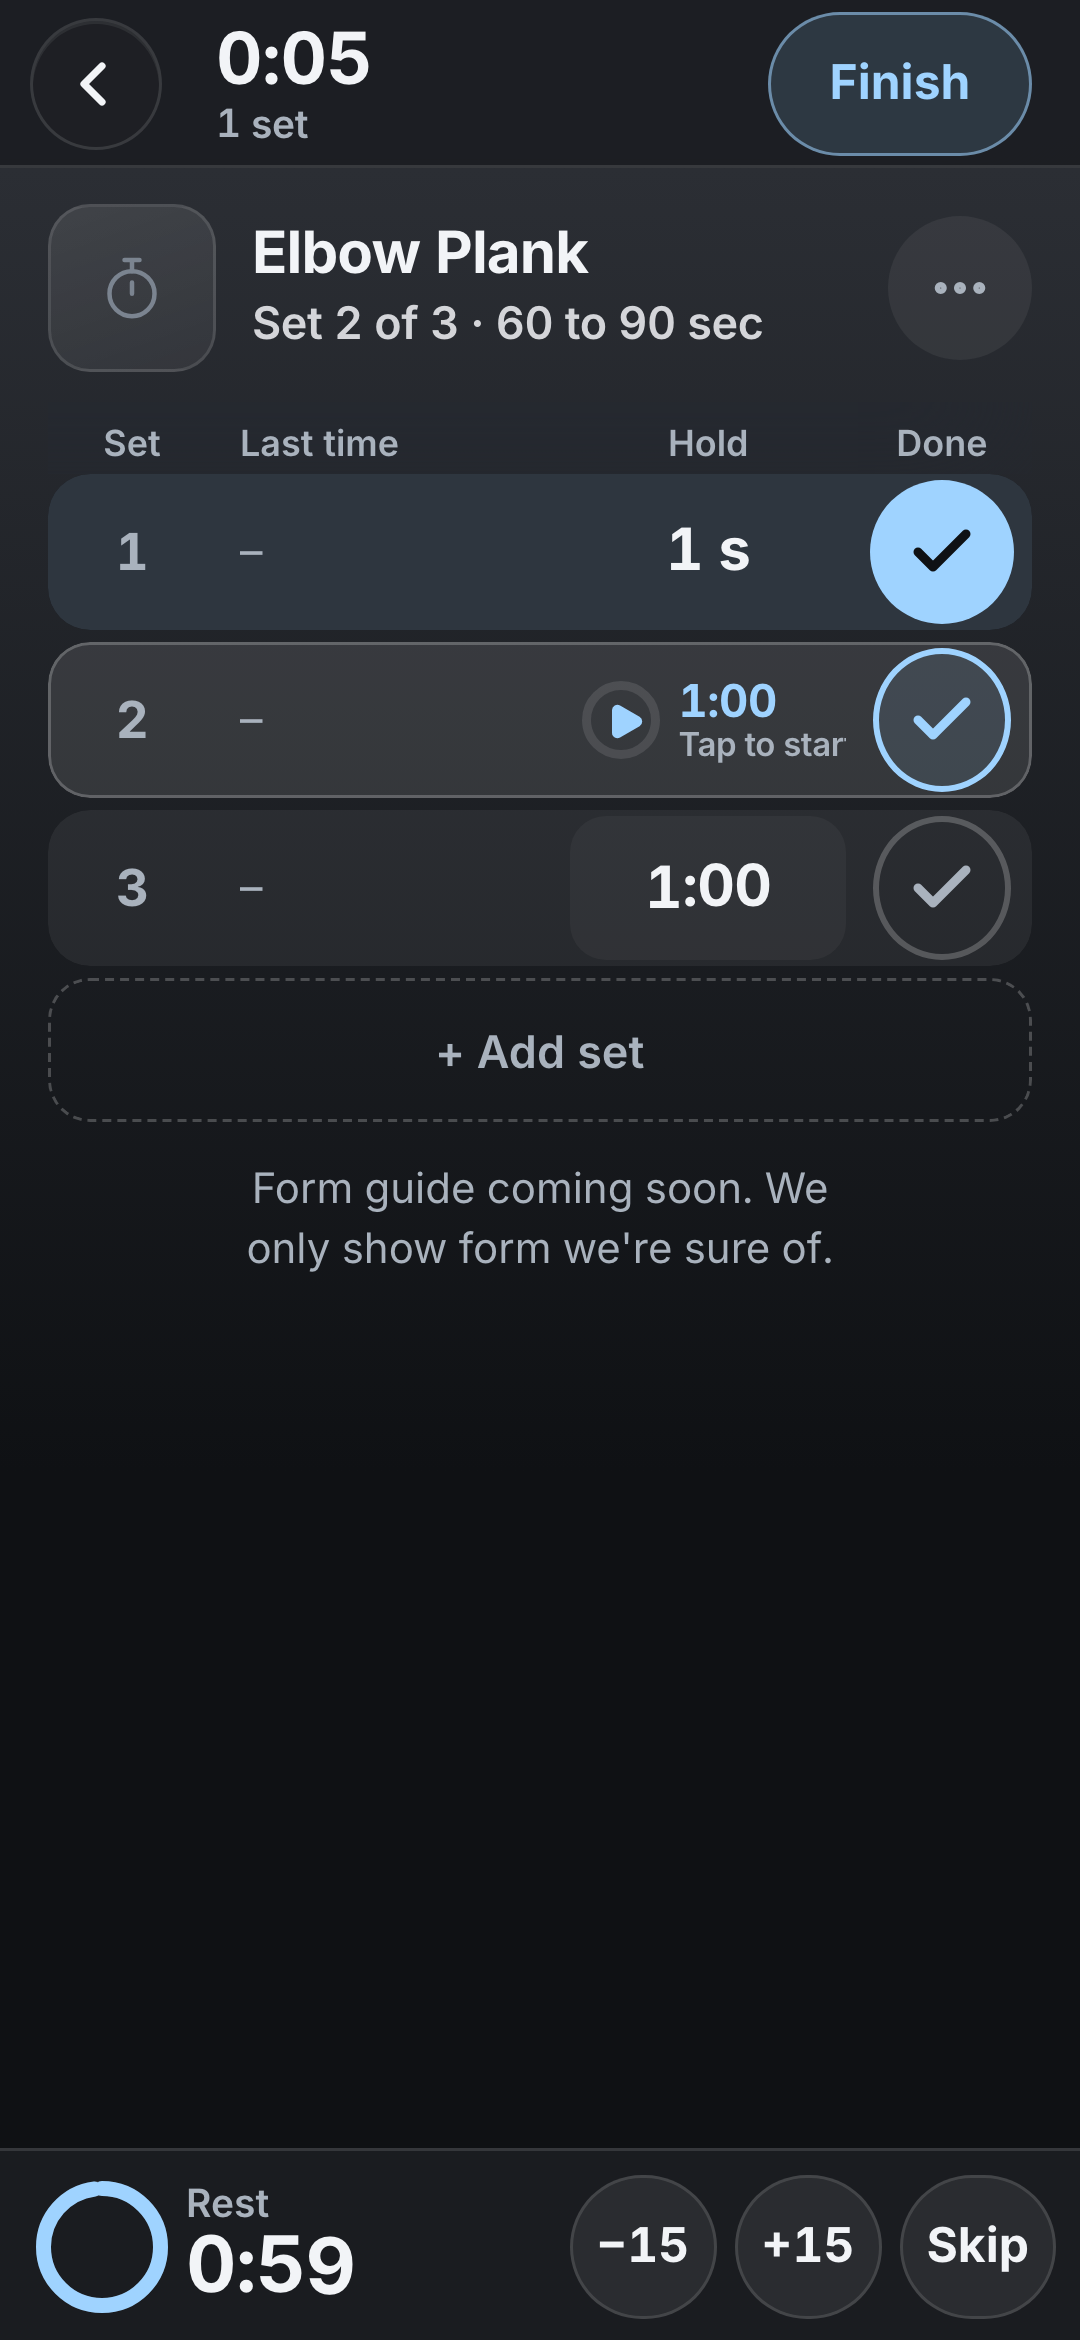 0:05
1 set
Finish
Elbow Plank
Set 2 of 3 · 60 to 90 sec
Set Last time Hold Done
1 – 1 s
2 – 1:00
Tap to star
3 – 1:00
+ Add set
Form guide coming soon. We
only show form we're sure of.
Rest
0:59
−15 +15 Skip